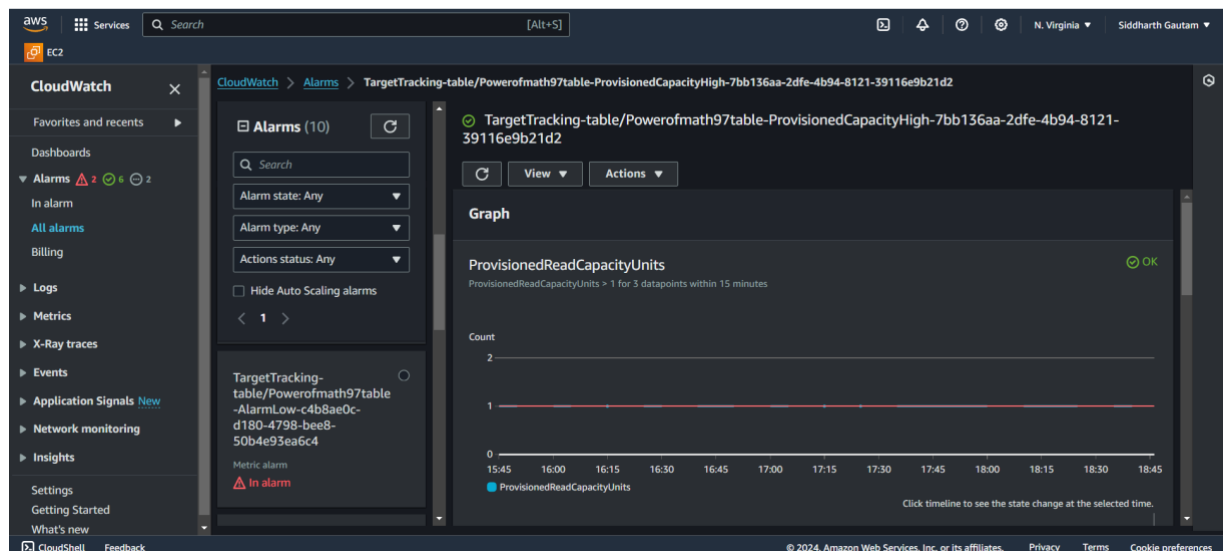 aws
Services
Search
[Alt+S]
N. Virginia
Siddharth Gautam
EC2
CloudWatch
Favorites and recents
Dashboards
Alarms 2 6 2
In alarm
All alarms
Billing
Logs
Metrics
X-Ray traces
Events
Application Signals New
Network monitoring
Insights
Settings
Getting Started
What's new
CloudWatch > Alarms > TargetTracking-table/Powerofmath97table-ProvisionedCapacityHigh-7bb136aa-2dfe-4b94-8121-39116e9b21d2
Alarms (10)
Search
Alarm state: Any
Alarm type: Any
Actions status: Any
Hide Auto Scaling alarms
1
TargetTracking-
table/Powerofmath97table
-AlarmLow-c4b8ae0c-
d180-4798-bee8-
50b4e93ea6c4
Metric alarm
In alarm
TargetTracking-table/Powerofmath97table-ProvisionedCapacityHigh-7bb136aa-2dfe-4b94-8121-
39116e9b21d2
View
Actions
Graph
ProvisionedReadCapacityUnits
OK
ProvisionedReadCapacityUnits > 1 for 3 datapoints within 15 minutes
Count
2
1
0
15:45 16:00 16:15 16:30 16:45 17:00 17:15 17:30 17:45 18:00 18:15 18:30 18:45
ProvisionedReadCapacityUnits
Click timeline to see the state change at the selected time.
CloudShell Feedback
© 2024, Amazon Web Services, Inc. or its affiliates. Privacy Terms Cookie preferences